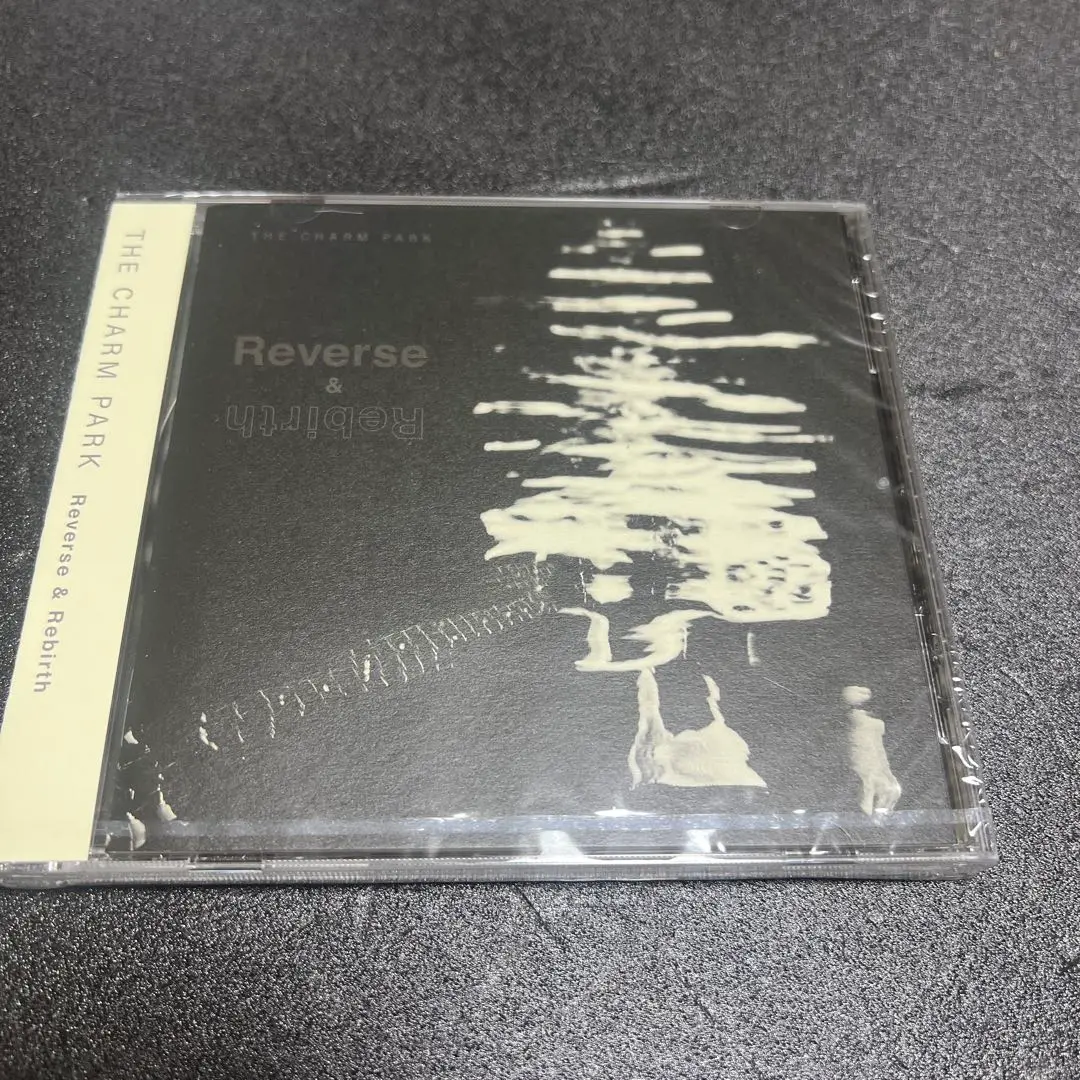 THE CHARM PARK Reverse & Rebirth
THE CHARM PARK
Reverse
&
Rebirth